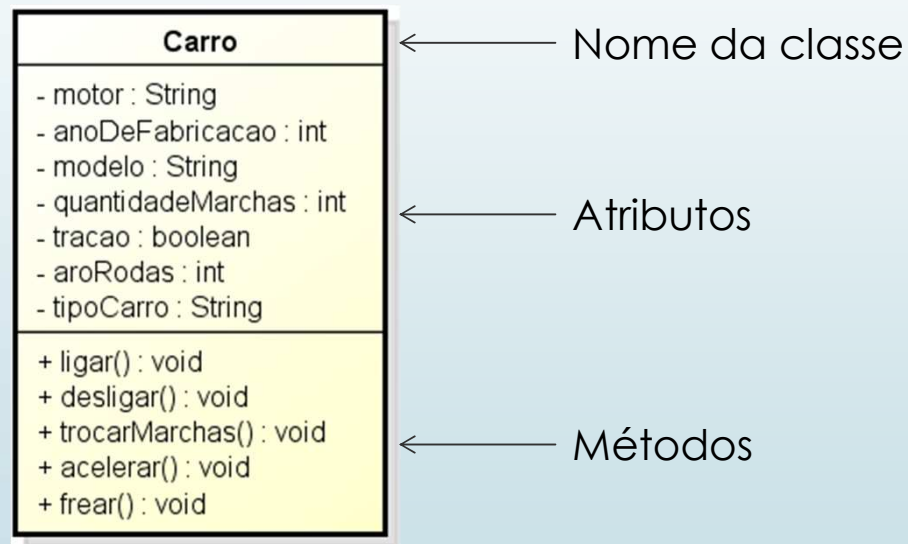 Carro
Nome da classe
- motor : String
- anoDeFabricacao : int
- modelo : String
- quantidadeMarchas : int
Atributos
- tracao : boolean
- aroRodas : int
- tipoCarro : String
+ ligar() : void
+ desligar() : void
+ trocarMarchas() : void
Métodos
+ acelerar() : void
+ frear() : void